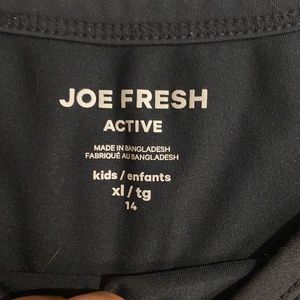 JOE FRESH
ACTIVE
MADE IN BANGLADESH
FABRIQUÉ AU BANGLADESH
kids / enfants
xl / tg
14